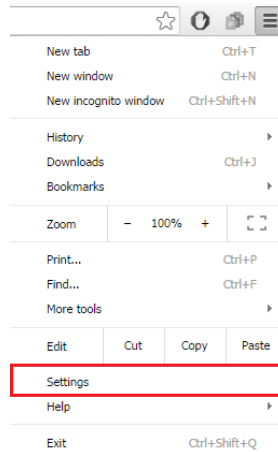 New tab Ctrl+T
New window Ctrl+N
New incognito window Ctrl+Shift+N
History
Downloads Ctrl+J
Bookmarks
Zoom − 100% +
Print... Ctrl+P
Find... Ctrl+F
More tools
Edit Cut Copy Paste
Settings
Help
Exit Ctrl+Shift+Q